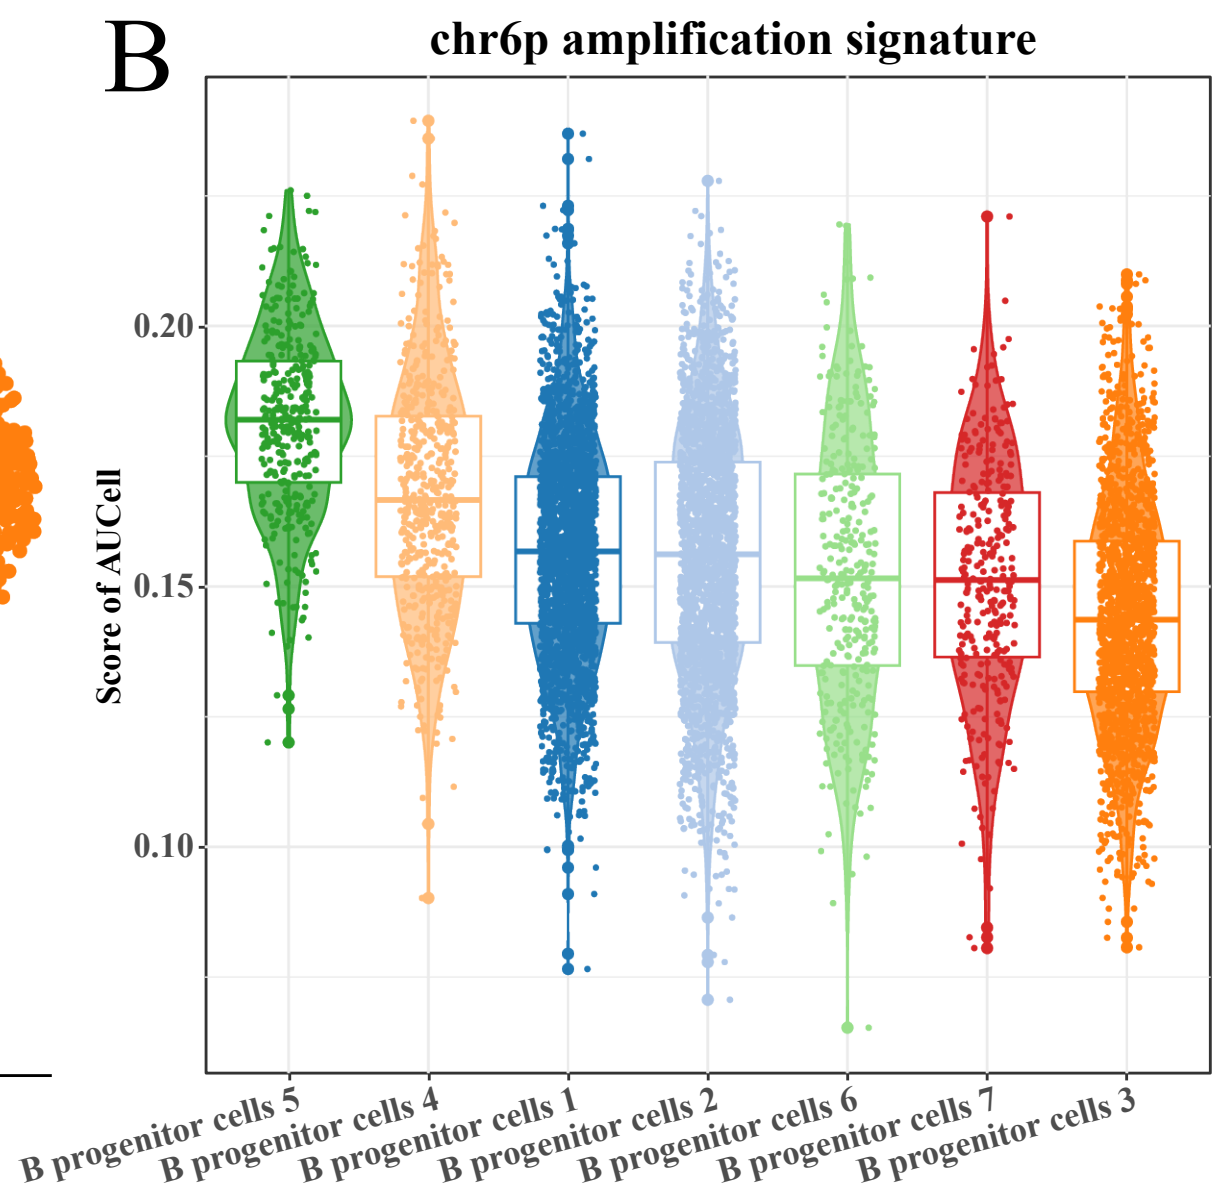 B
chr6p amplification signature
Score of AUCell
0.20
0.15
0.10
B progenitor cells 5
B progenitor cells 4
B progenitor cells 1
B progenitor cells 2
B progenitor cells 6
B progenitor cells 7
B progenitor cells 3